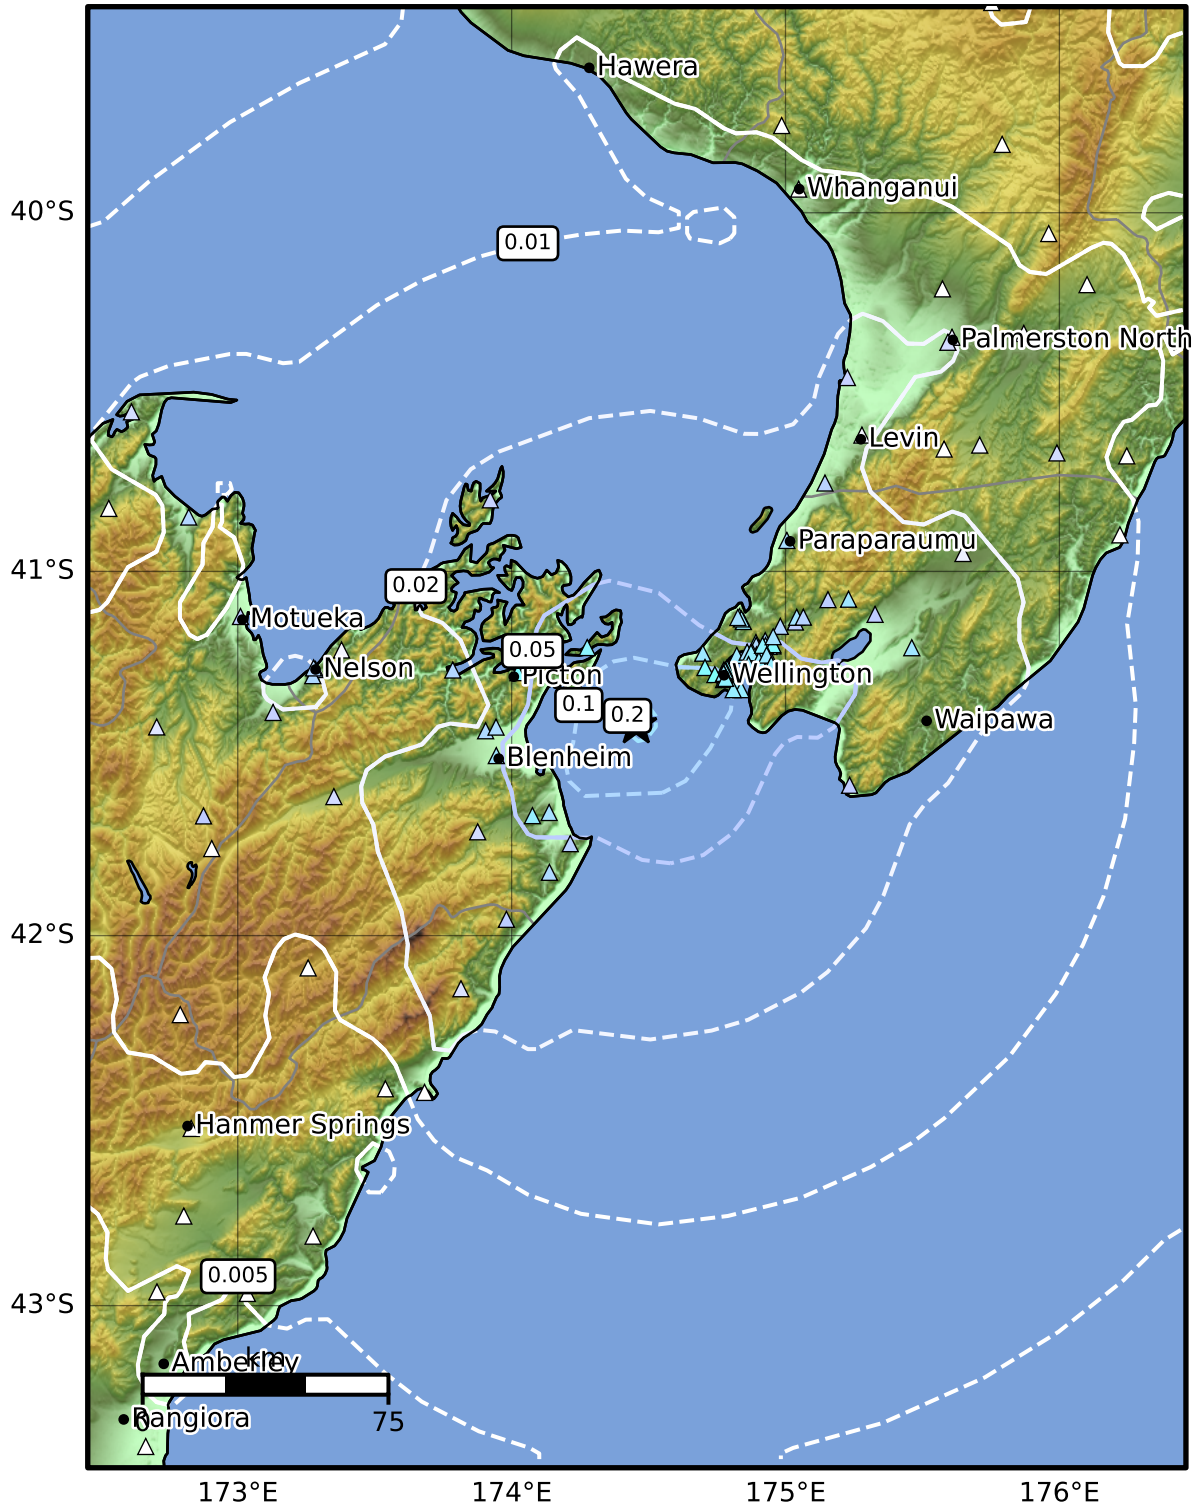 Hawera
Whanganui
40°S
0.01
Palmerston North
Levin
Paraparaumu
41°S
0.02
Motueka
0.05
Nelson
Picton
Wellington
0.1
0.2
Waipawa
Blenheim
42°S
Hanmer Springs
0.005
43°S
km
Amberley
Rangiora
0
75
173°E
174°E
175°E
176°E